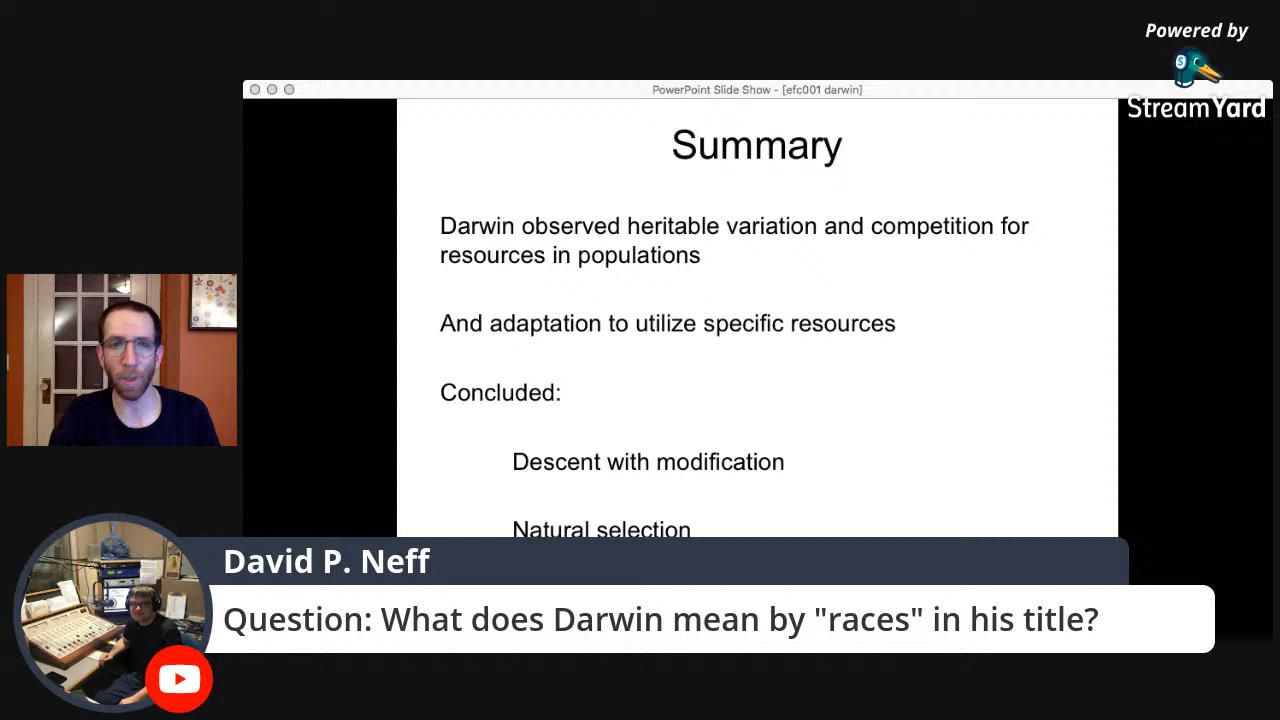 Powered by
StreamYard
PowerPoint Slide Show - [efc001 darwin]
Summary
Darwin observed heritable variation and competition for
resources in populations
And adaptation to utilize specific resources
Concluded:
Descent with modification
Natural selection
David P. Neff
Question: What does Darwin mean by "races" in his title?